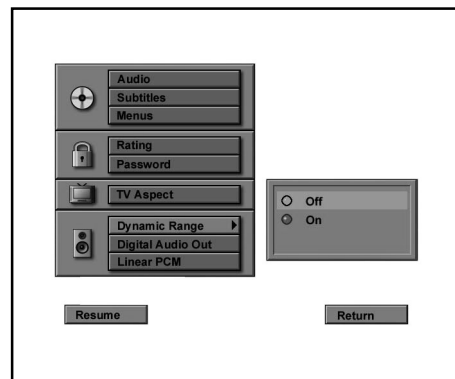 Audio
Subtitles
Menus
Rating
Password
TV Aspect
Dynamic Range
Digital Audio Out
Linear PCM
Off
On
Resume
Return